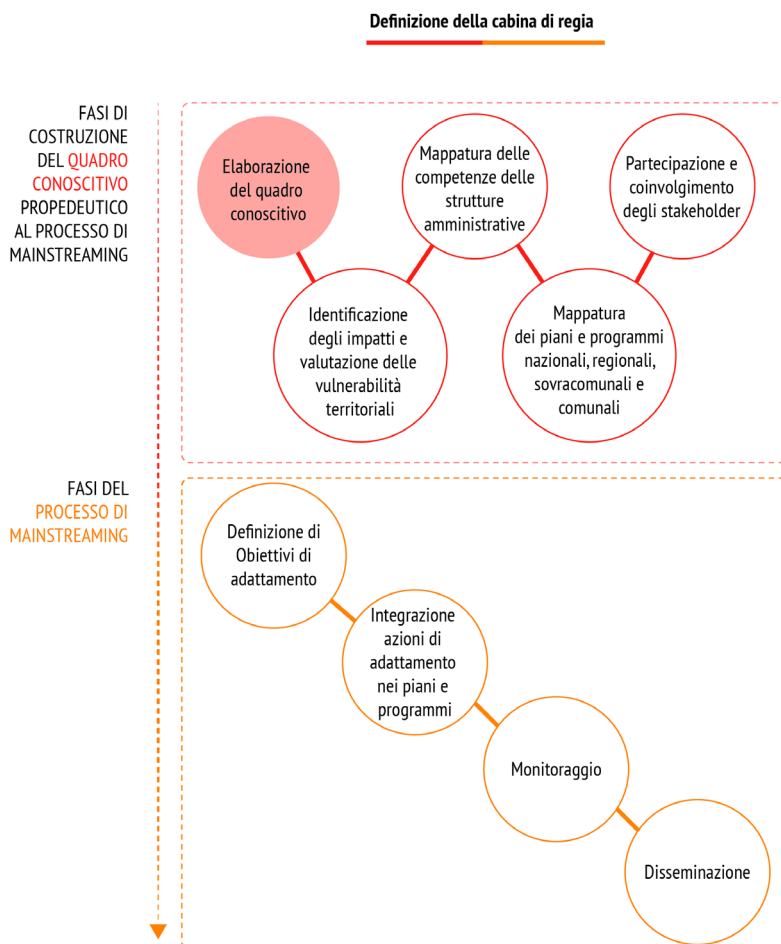 Definizione della cabina di regia
FASI DI
COSTRUZIONE
DEL QUADRO
CONOSCITIVO
PROPEDEUTICO
AL PROCESSO DI
MAINSTREAMING
Elaborazione
del quadro
conoscitivo
Identificazione
degli impatti e
valutazione delle
vulnerabilità
territoriali
Mappatura delle
competenze delle
strutture
amministrative
Mappatura
dei piani e programmi
nazionali, regionali,
sovracomunali e
comunali
Partecipazione e
coinvolgimento
degli stakeholder
FASI DEL
PROCESSO DI
MAINSTREAMING
Definizione di
Obiettivi di
adattamento
Integrazione
azioni di
adattamento
nei piani e
programmi
Monitoraggio
Disseminazione